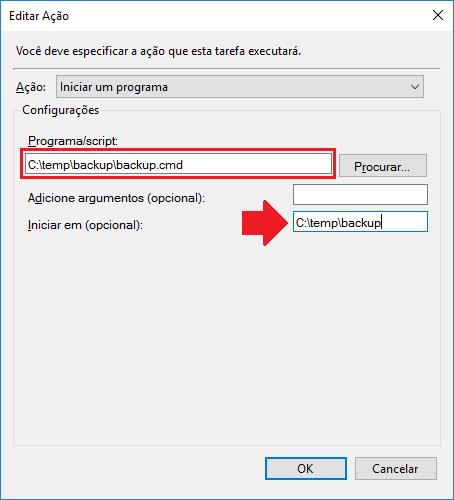 Editar Ação
Você deve especificar a ação que esta tarefa executará.
Ação: Iniciar um programa
Configurações
Programa/script:
C:\temp\backup\backup.cmd Procurar...
Adicione argumentos (opcional):
Iniciar em (opcional): C:\temp\backup
OK Cancelar